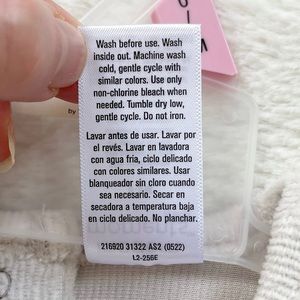 Wash before use. Wash
inside out. Machine wash
cold, gentle cycle with
similar colors. Use only
non-chlorine bleach when
needed. Tumble dry low,
gentle cycle. Do not iron.
Lavar antes de usar. Lavar por
el revés. Lavar en lavadora
con agua fría, ciclo delicado
con colores similares. Usar
blanqueador sin cloro cuando
sea necesario. Secar en
secadora a temperatura baja
en ciclo delicado. No planchar.
216920 31322 AS2 (0522)
L2-256E
by
moments